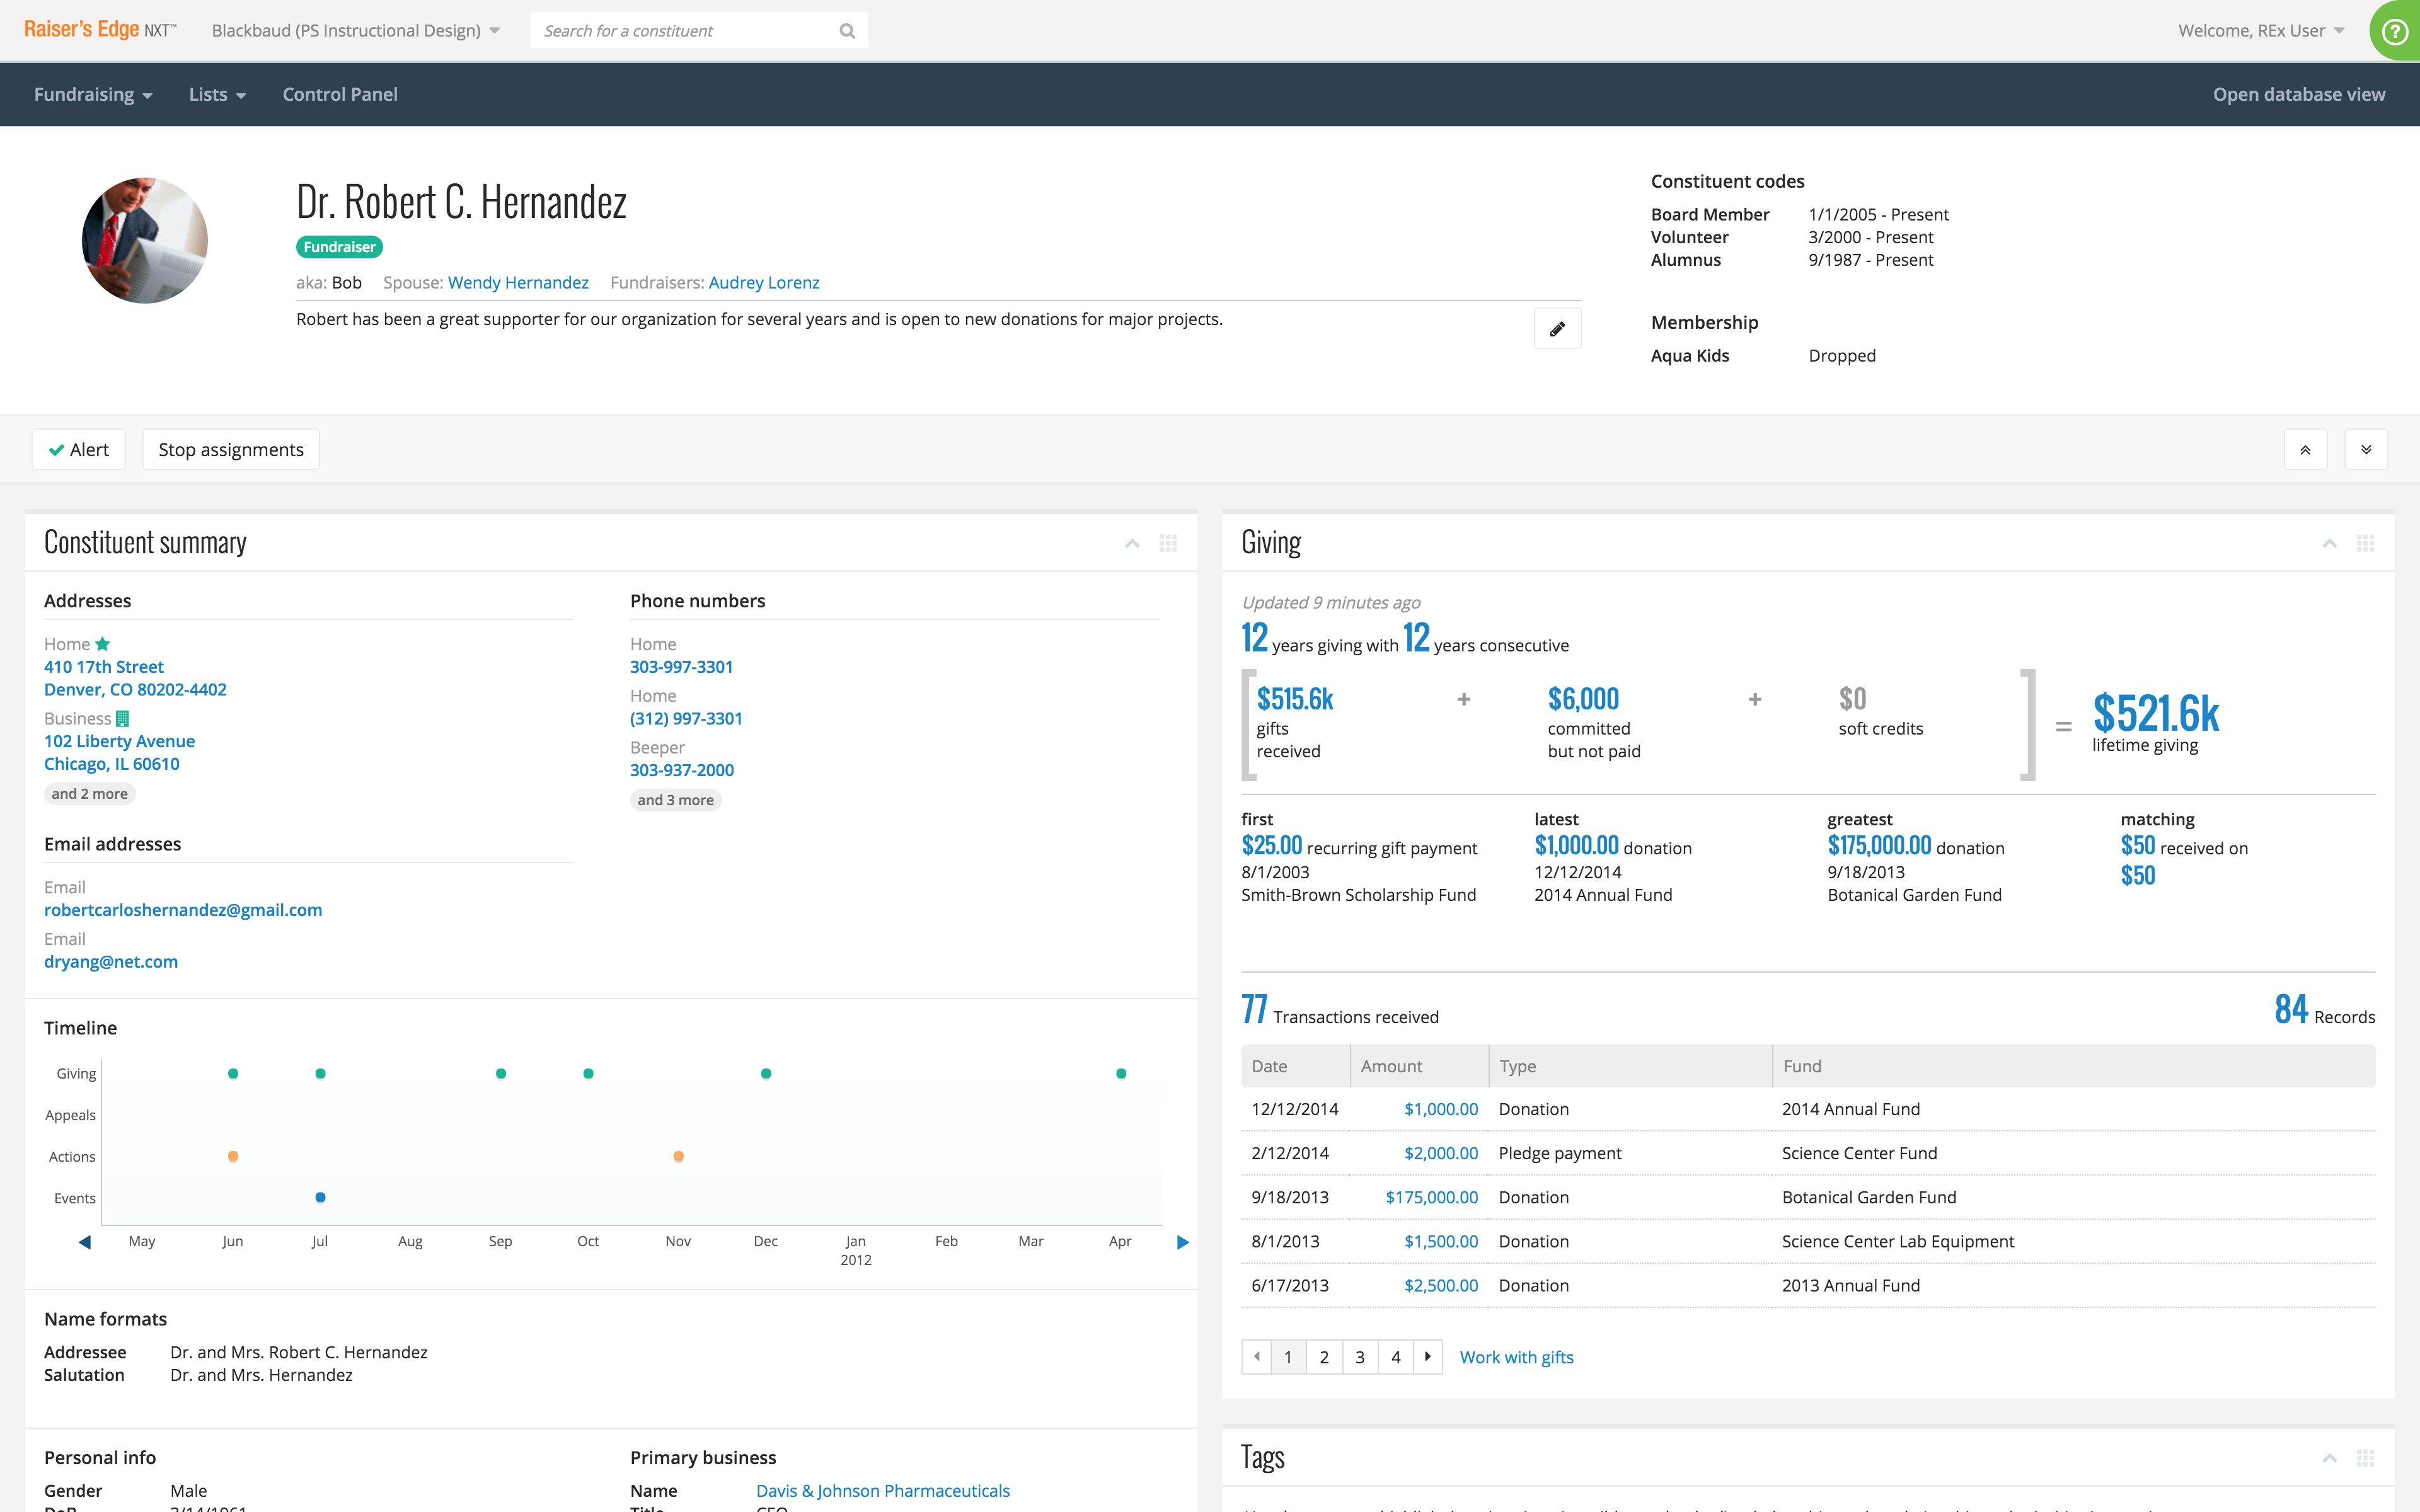 Raiser's Edge NXT™ Blackbaud (PS Instructional Design) Search for a constituent Welcome, REx User ?
Fundraising Lists Control Panel Open database view
Dr. Robert C. Hernandez
Fundraiser
aka: Bob Spouse: Wendy Hernandez Fundraisers: Audrey Lorenz
Robert has been a great supporter for our organization for several years and is open to new donations for major projects.
Constituent codes
Board Member 1/1/2005 - Present
Volunteer 3/2000 - Present
Alumnus 9/1987 - Present
Membership
Aqua Kids Dropped
Alert Stop assignments
Constituent summary
Addresses
Home
410 17th Street
Denver, CO 80202-4402
Business
102 Liberty Avenue
Chicago, IL 60610
and 2 more
Phone numbers
Home
303-997-3301
Home
(312) 997-3301
Beeper
303-937-2000
and 3 more
Email addresses
Email
robertcarloshernandez@gmail.com
Email
dryang@net.com
Timeline
Giving
Appeals
Actions
Events
May Jun Jul Aug Sep Oct Nov Dec Jan Feb Mar Apr
2012
Name formats
Addressee Dr. and Mrs. Robert C. Hernandez
Salutation Dr. and Mrs. Hernandez
Personal info
Gender Male
DoB 3/14/1961
Primary business
Name Davis & Johnson Pharmaceuticals
Title CEO
Giving
Updated 9 minutes ago
12 years giving with 12 years consecutive
$515.6k + $6,000 + $0 = $521.6k
gifts committed soft credits lifetime giving
received but not paid
first latest greatest matching
$25.00 recurring gift payment $1,000.00 donation $175,000.00 donation $50 received on
8/1/2003 12/12/2014 9/18/2013 $50
Smith-Brown Scholarship Fund 2014 Annual Fund Botanical Garden Fund
77 Transactions received 84 Records
Date Amount Type Fund
12/12/2014 $1,000.00 Donation 2014 Annual Fund
2/12/2014 $2,000.00 Pledge payment Science Center Fund
9/18/2013 $175,000.00 Donation Botanical Garden Fund
8/1/2013 $1,500.00 Donation Science Center Lab Equipment
6/17/2013 $2,500.00 Donation 2013 Annual Fund
1 2 3 4 Work with gifts
Tags